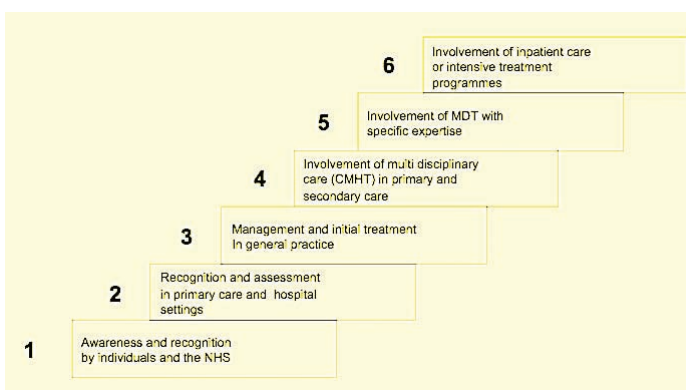 6
Involvement of inpatient care
or intensive treatment
programmes
5
Involvement of MDT with
specific expertise
4
Involvement of multi disciplinary
care (CMHT) in primary and
secondary care
3
Management and initial treatment
In general practice
2
Recognition and assessment
in primary care and hospital
settings
1
Awareness and recognition
by individuals and the NHS